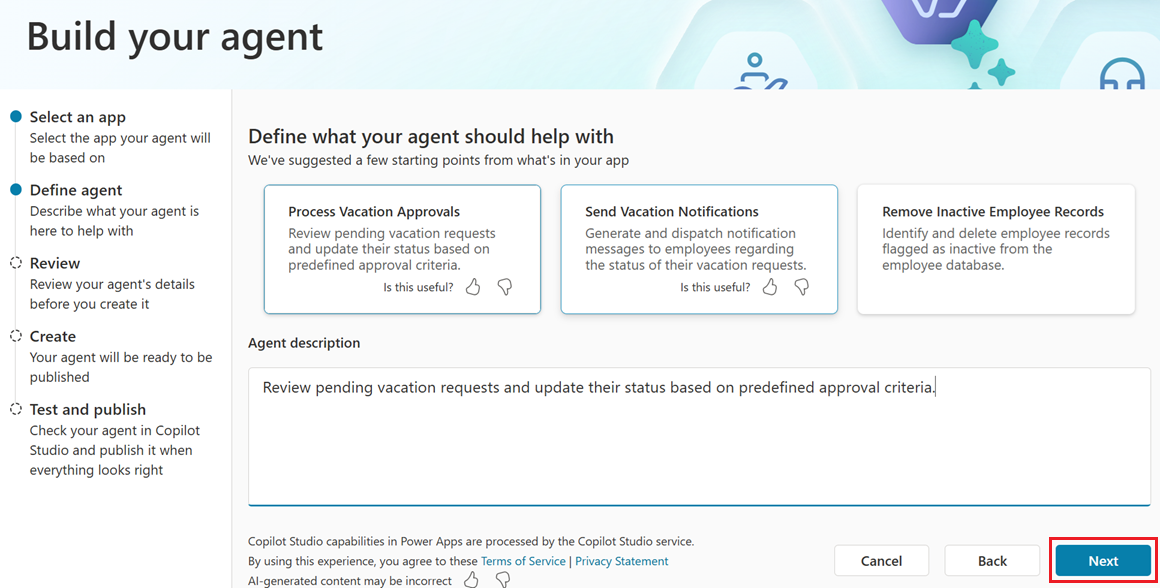 Build your agent
Select an app
Select the app your agent will
be based on
Define agent
Describe what your agent is
here to help with
Review
Review your agent's details
before you create it
Create
Your agent will be ready to be
published
Test and publish
Check your agent in Copilot
Studio and publish it when
everything looks right
Define what your agent should help with
We've suggested a few starting points from what's in your app
Process Vacation Approvals
Review pending vacation requests
and update their status based on
predefined approval criteria.
Is this useful?
Send Vacation Notifications
Generate and dispatch notification
messages to employees regarding
the status of their vacation requests.
Is this useful?
Remove Inactive Employee Records
Identify and delete employee records
flagged as inactive from the
employee database.
Agent description
Review pending vacation requests and update their status based on predefined approval criteria.
Copilot Studio capabilities in Power Apps are processed by the Copilot Studio service.
By using this experience, you agree to these Terms of Service | Privacy Statement
AI-generated content may be incorrect
Cancel
Back
Next